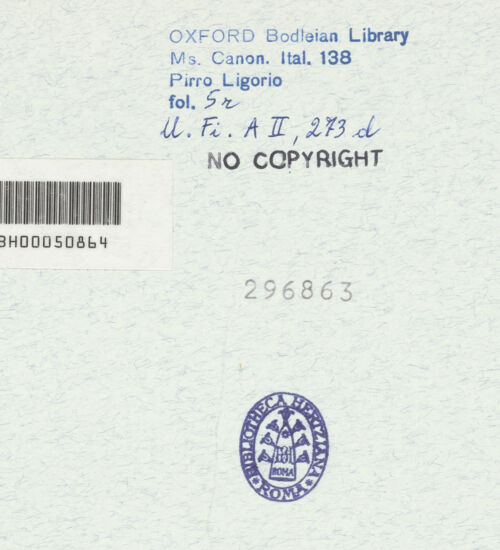 OXFORD Bodleian Library
Ms. Canon. Ital. 138
Pirro Ligorio
fol. 5r
U. Fi. A II, 273 d
NO COPYRIGHT
BH00050864
296863
BIBLIOTHECA HERTZIANA
ROMA
* ROMA *